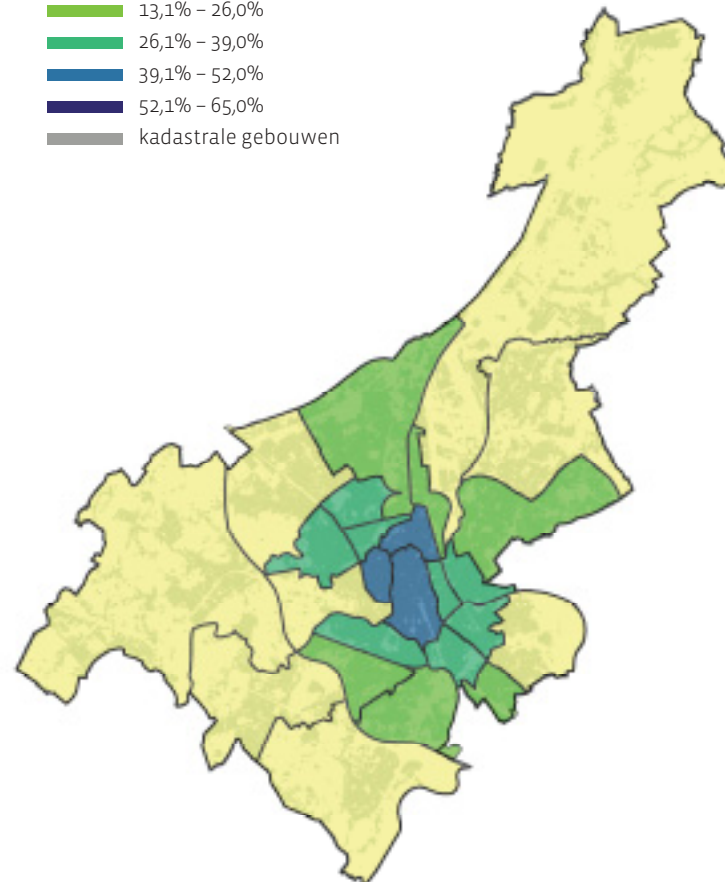 13,1% – 26,0%
26,1% – 39,0%
39,1% – 52,0%
52,1% – 65,0%
kadastrale gebouwen